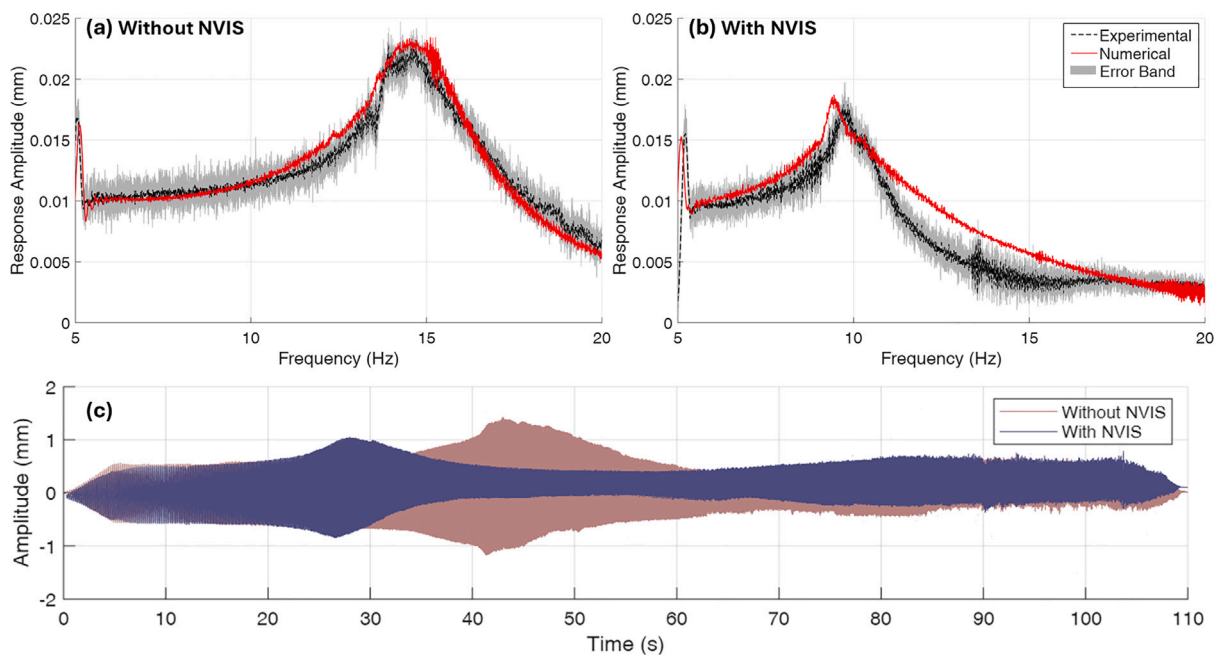 (a) Without NVIS
0.025
0.02
0.015
0.01
0.005
0
Response Amplitude (mm)
5
10
15
20
Frequency (Hz)
(b) With NVIS
0.025
0.02
0.015
0.01
0.005
0
Response Amplitude (mm)
5
10
15
20
Frequency (Hz)
Experimental
Numerical
Error Band
(c)
2
1
0
-1
-2
Amplitude (mm)
0
10
20
30
40
50
60
70
80
90
100
110
Time (s)
Without NVIS
With NVIS